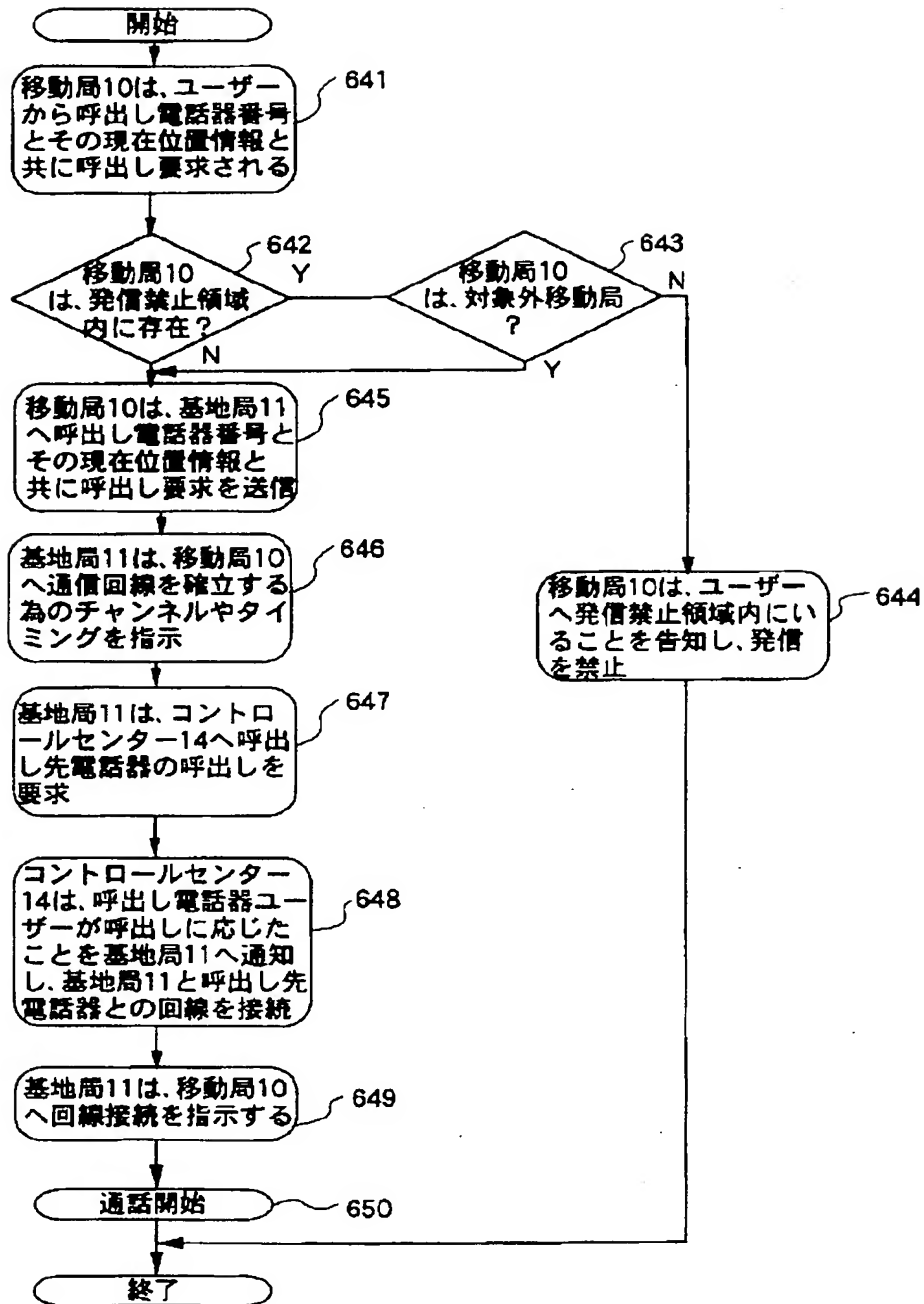 開始
移動局10は、ユーザー
から呼出し電話器番号
とその現在位置情報と
共に呼出し要求される
641
移動局10
は、発信禁止領域
内に存在？
642
Y
N
移動局10
は、対象外移動局
？
643
N
Y
移動局10は、基地局11
へ呼出し電話器番号と
その現在位置情報と
共に呼出し要求を送信
645
基地局11は、移動局10
へ通信回線を確立する
為のチャンネルやタイ
ミングを指示
646
移動局10は、ユーザー
へ発信禁止領域内にい
ることを告知し、発信
を禁止
644
基地局11は、コントロ
ールセンター14へ呼出
し先電話器の呼出しを
要求
647
コントロールセンター
14は、呼出し電話器ユー
ザーが呼出しに応じた
ことを基地局11へ通知
し、基地局11と呼出し先
電話器との回線を接続
648
基地局11は、移動局10
へ回線接続を指示する
649
通話開始
650
終了